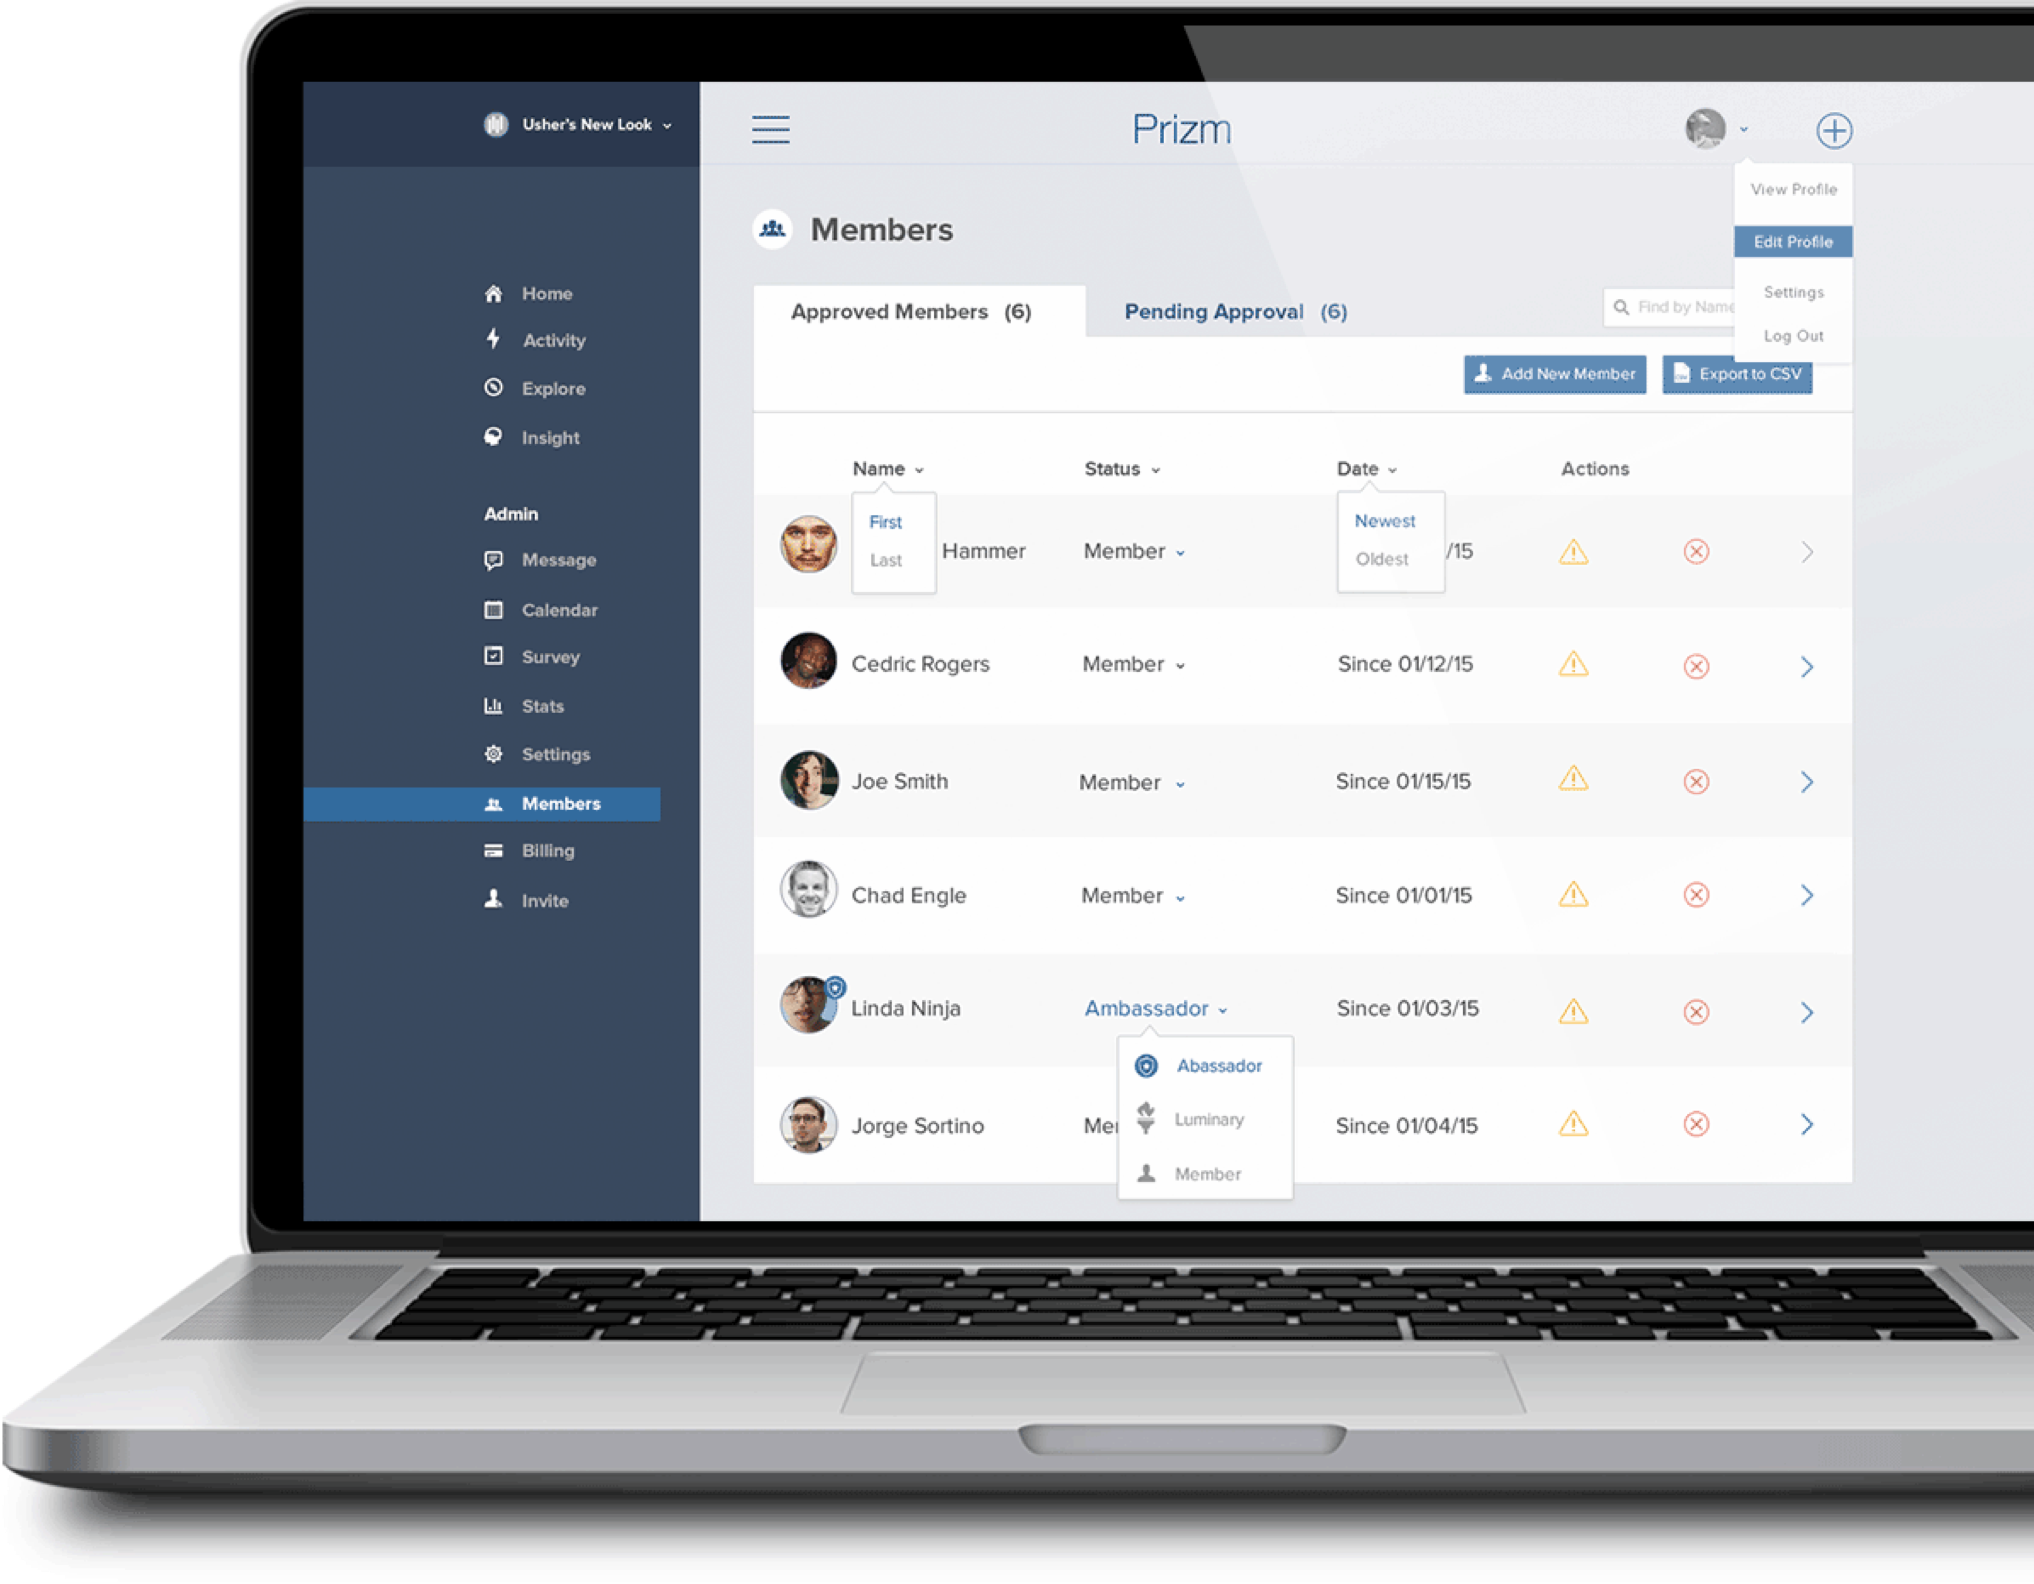 Usher's New Look
Prizm
View Profile
Edit Profile
Settings
Log Out
Members
Home
Activity
Explore
Insight
Admin
Message
Calendar
Survey
Stats
Settings
Members
Billing
Invite
Approved Members (6)
Pending Approval (6)
Find by Name
Add New Member
Export to CSV
Name
Status
Date
Actions
First
Last
Newest
Oldest
Hammer
Member
/15
Cedric Rogers
Member
Since 01/12/15
Joe Smith
Member
Since 01/15/15
Chad Engle
Member
Since 01/01/15
Linda Ninja
Ambassador
Since 01/03/15
Abassador
Luminary
Member
Jorge Sortino
Since 01/04/15